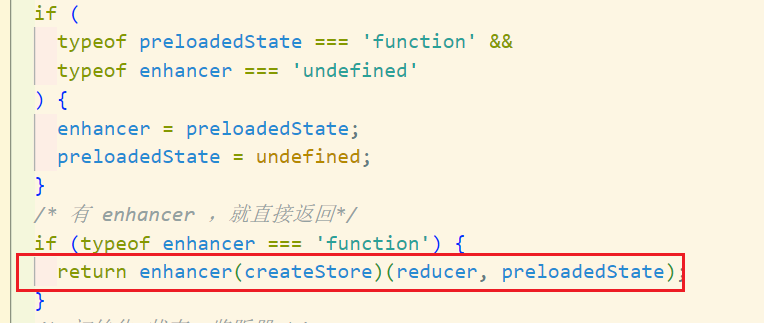 if (
typeof preloadedState === 'function' &&
typeof enhancer === 'undefined'
) {
enhancer = preloadedState;
preloadedState = undefined;
}
/* 有 enhancer ，就直接返回*/
if (typeof enhancer === 'function') {
return enhancer(createStore)(reducer, preloadedState);
}